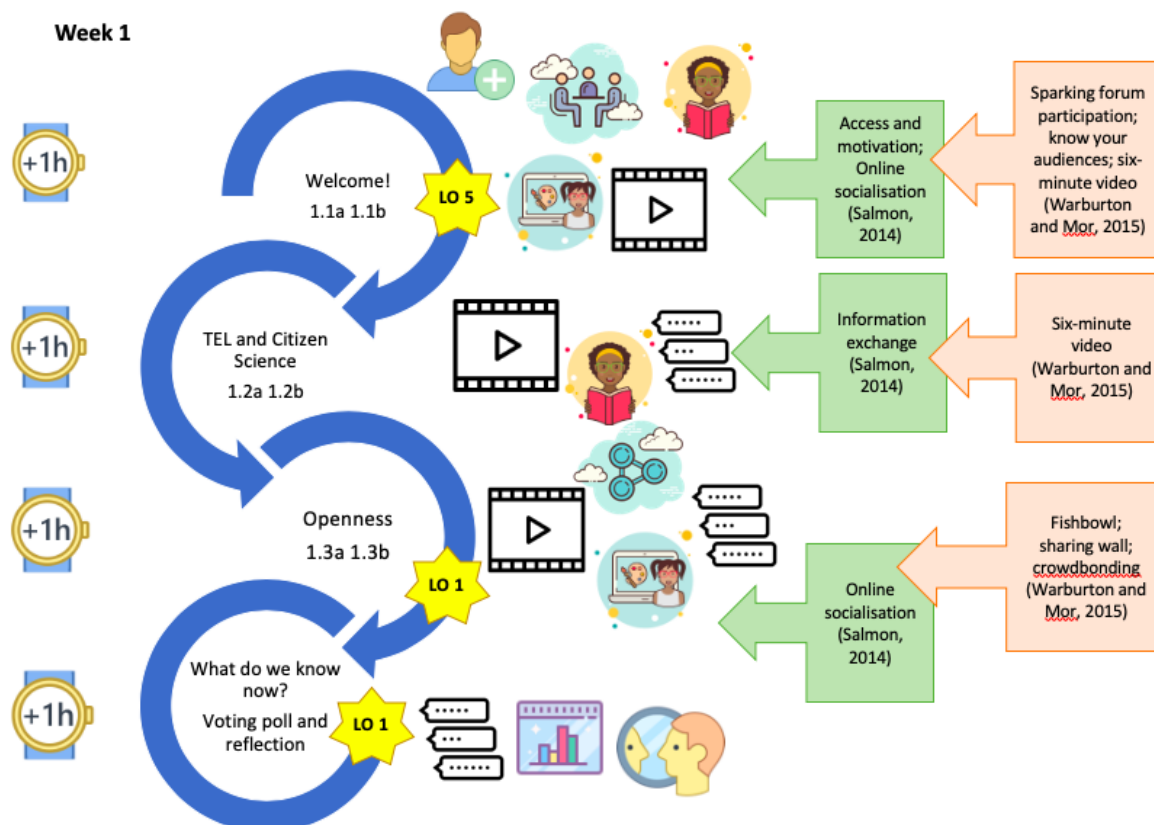 Week 1
+1h
Welcome!
1.1a 1.1b
LO 5
Access and
motivation;
Online
socialisation
(Salmon,
2014)
Sparking forum
participation;
know your
audiences; six-
minute video
(Warburton
and Mor, 2015)
+1h
TEL and Citizen
Science
1.2a 1.2b
Information
exchange
(Salmon,
2014)
Six-minute
video
(Warburton and
Mor, 2015)
+1h
Openness
1.3a 1.3b
LO 1
Online
socialisation
(Salmon,
2014)
Fishbowl;
sharing wall;
crowdbonding
(Warburton and
Mor, 2015)
+1h
What do we know
now?
Voting poll and
reflection
LO 1